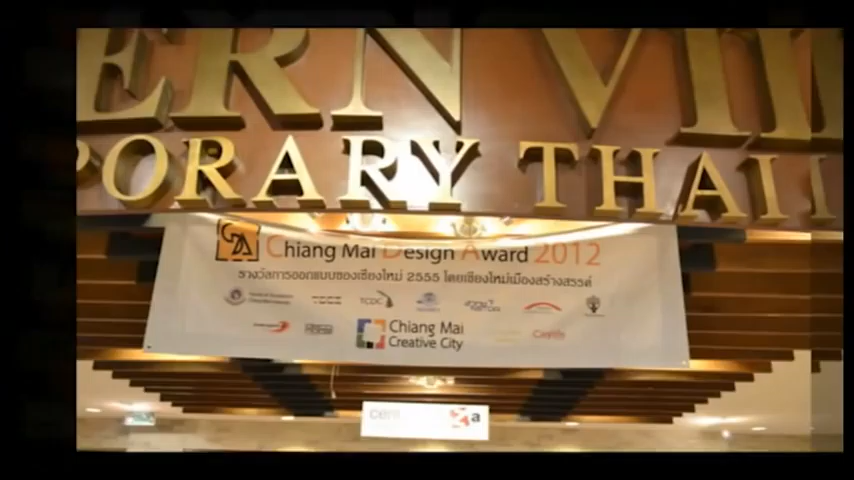 ERN VIL
PORARY THAI
CDA Chiang Mai Design Award 2012
รางวัลการออกแบบของเชียงใหม่ 2555 โดยเชียงใหม่เมืองสร้างสรรค์
TCDC
Chiang Mai
Creative City